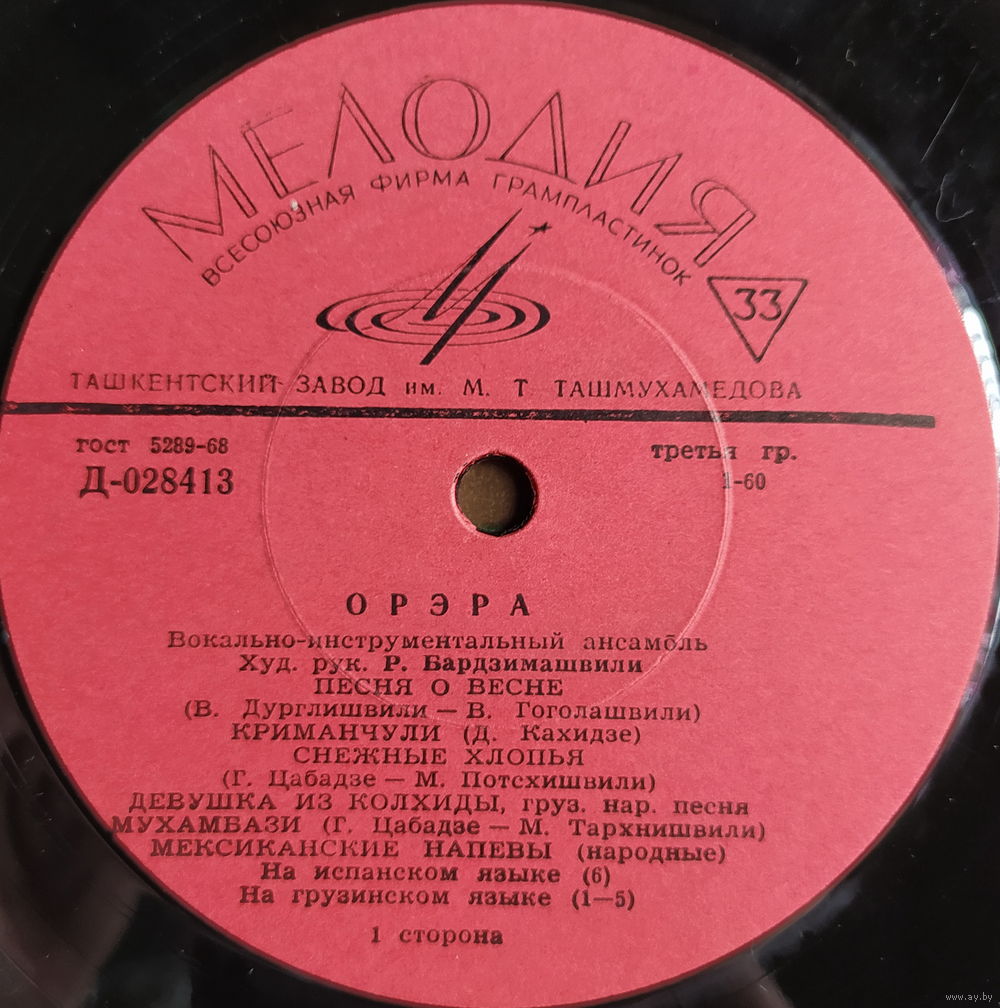 МЕЛОДИЯ
ВСЕСОЮЗНАЯ ФИРМА ГРАМПЛАСТИНОК
33
ТАШКЕНТСКИЙ ЗАВОД им. М. Т ТАШМУХАМЕДОВА
гост 5289-68
третья гр.
Д-028413
1-60
ОРЭРА
Вокально-инструментальный ансамбль
Худ. рук. Р. Бардзимашвили
ПЕСНЯ О ВЕСНЕ
(В. Дурглишвили — В. Гоголашвили)
КРИМАНЧУЛИ (Д. Кахидзе)
СНЕЖНЫЕ ХЛОПЬЯ
(Г. Цабадзе — М. Потсхишвили)
ДЕВУШКА ИЗ КОЛХИДЫ, груз. нар. песня
МУХАМБАЗИ (Г. Цабадзе — М. Тархнишвили)
МЕКСИКАНСКИЕ НАПЕВЫ (народные)
На испанском языке (6)
На грузинском языке (1—5)
1 сторона
www.ay.by